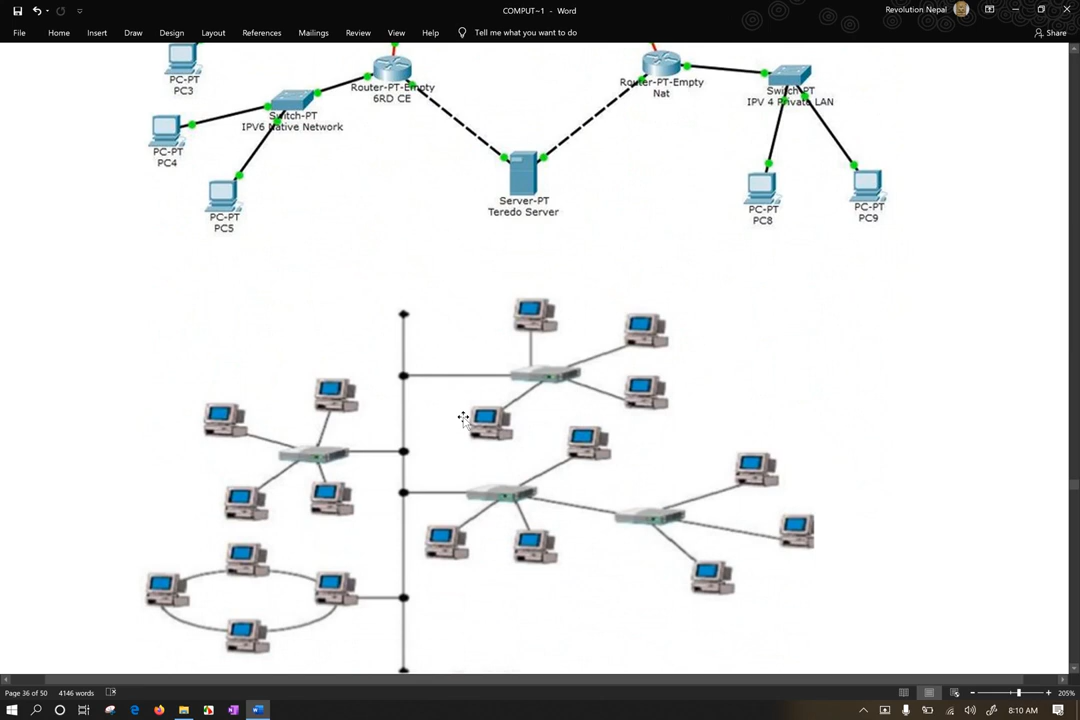 COMPUT~1 - Word
Revolution Nepal
File Home Insert Draw Design Layout References Mailings Review View Help Tell me what you want to do Share
PC-PT
PC3
Router-PT-Empty
6RD CE
Router-PT-Empty
Nat
Switch-PT
IPV6 Native Network
Switch-PT
IPV 4 Private LAN
PC-PT
PC4
PC-PT
PC5
Server-PT
Teredo Server
PC-PT
PC8
PC-PT
PC9
Page 36 of 50 4146 words 205%
8:10 AM